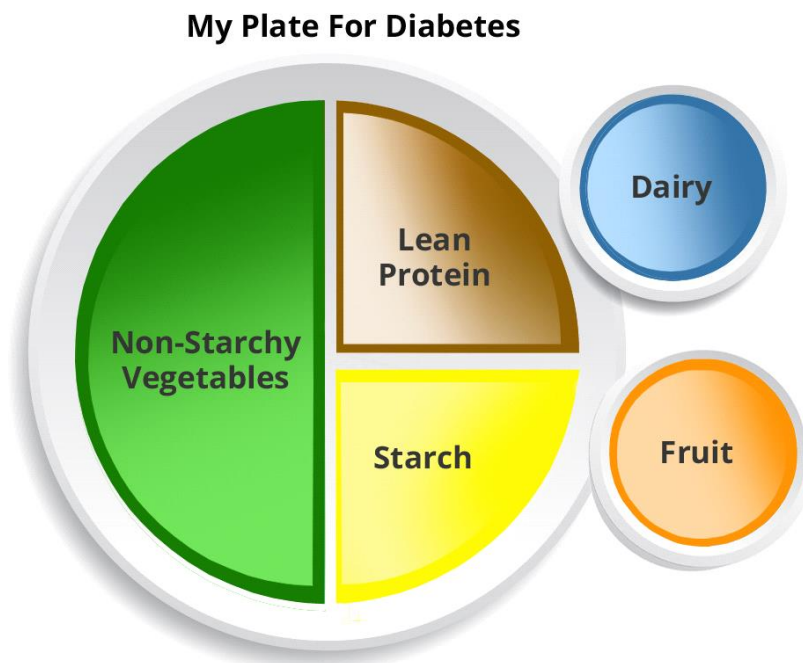 My Plate For Diabetes
Non-Starchy
Vegetables
Lean
Protein
Starch
Dairy
Fruit